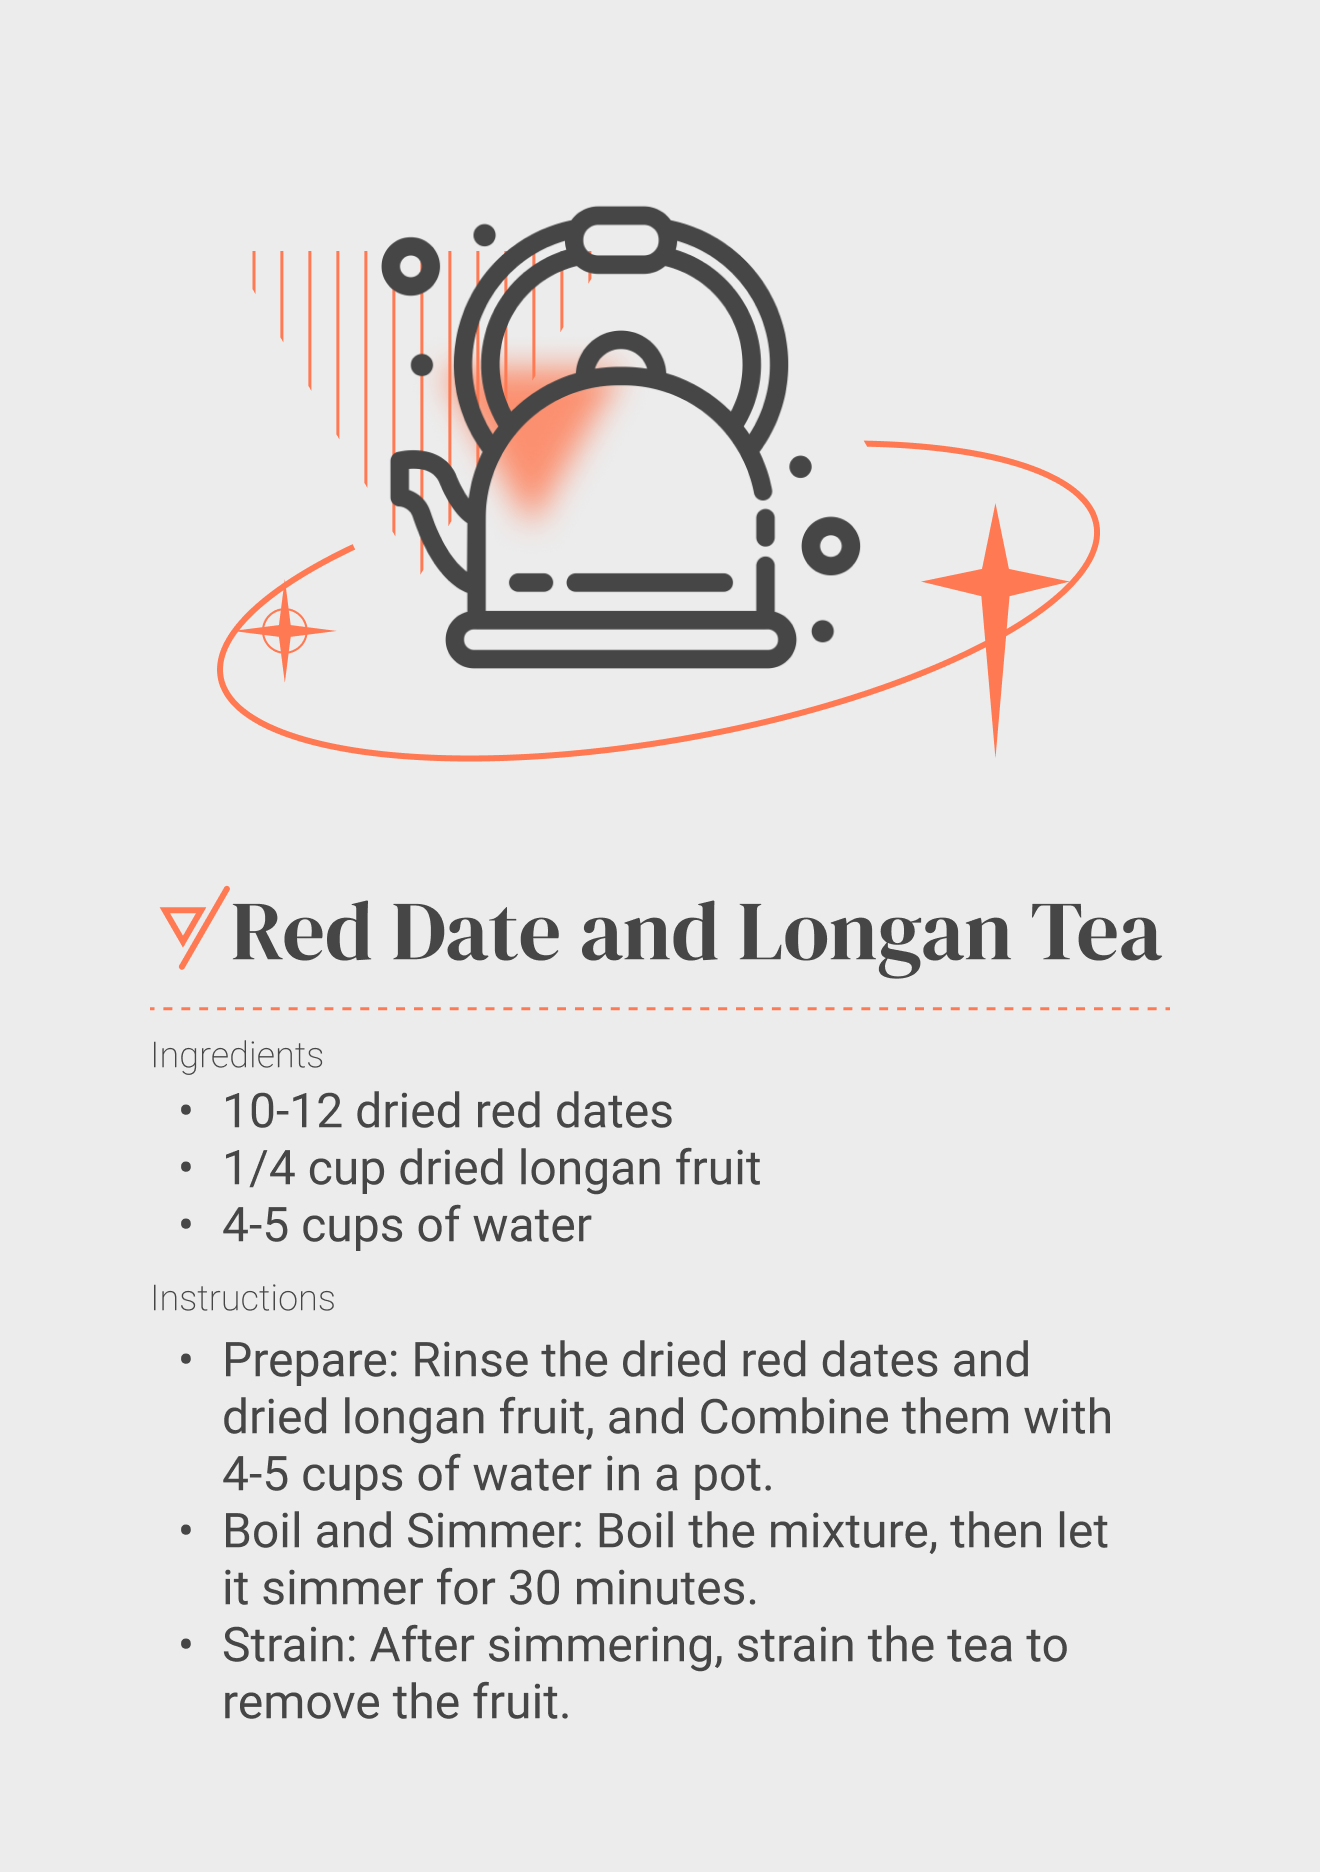 Red Date and Longan Tea
Ingredients
• 10-12 dried red dates
• 1/4 cup dried longan fruit
• 4-5 cups of water
Instructions
• Prepare: Rinse the dried red dates and
dried longan fruit, and Combine them with
4-5 cups of water in a pot.
• Boil and Simmer: Boil the mixture, then let
it simmer for 30 minutes.
• Strain: After simmering, strain the tea to
remove the fruit.